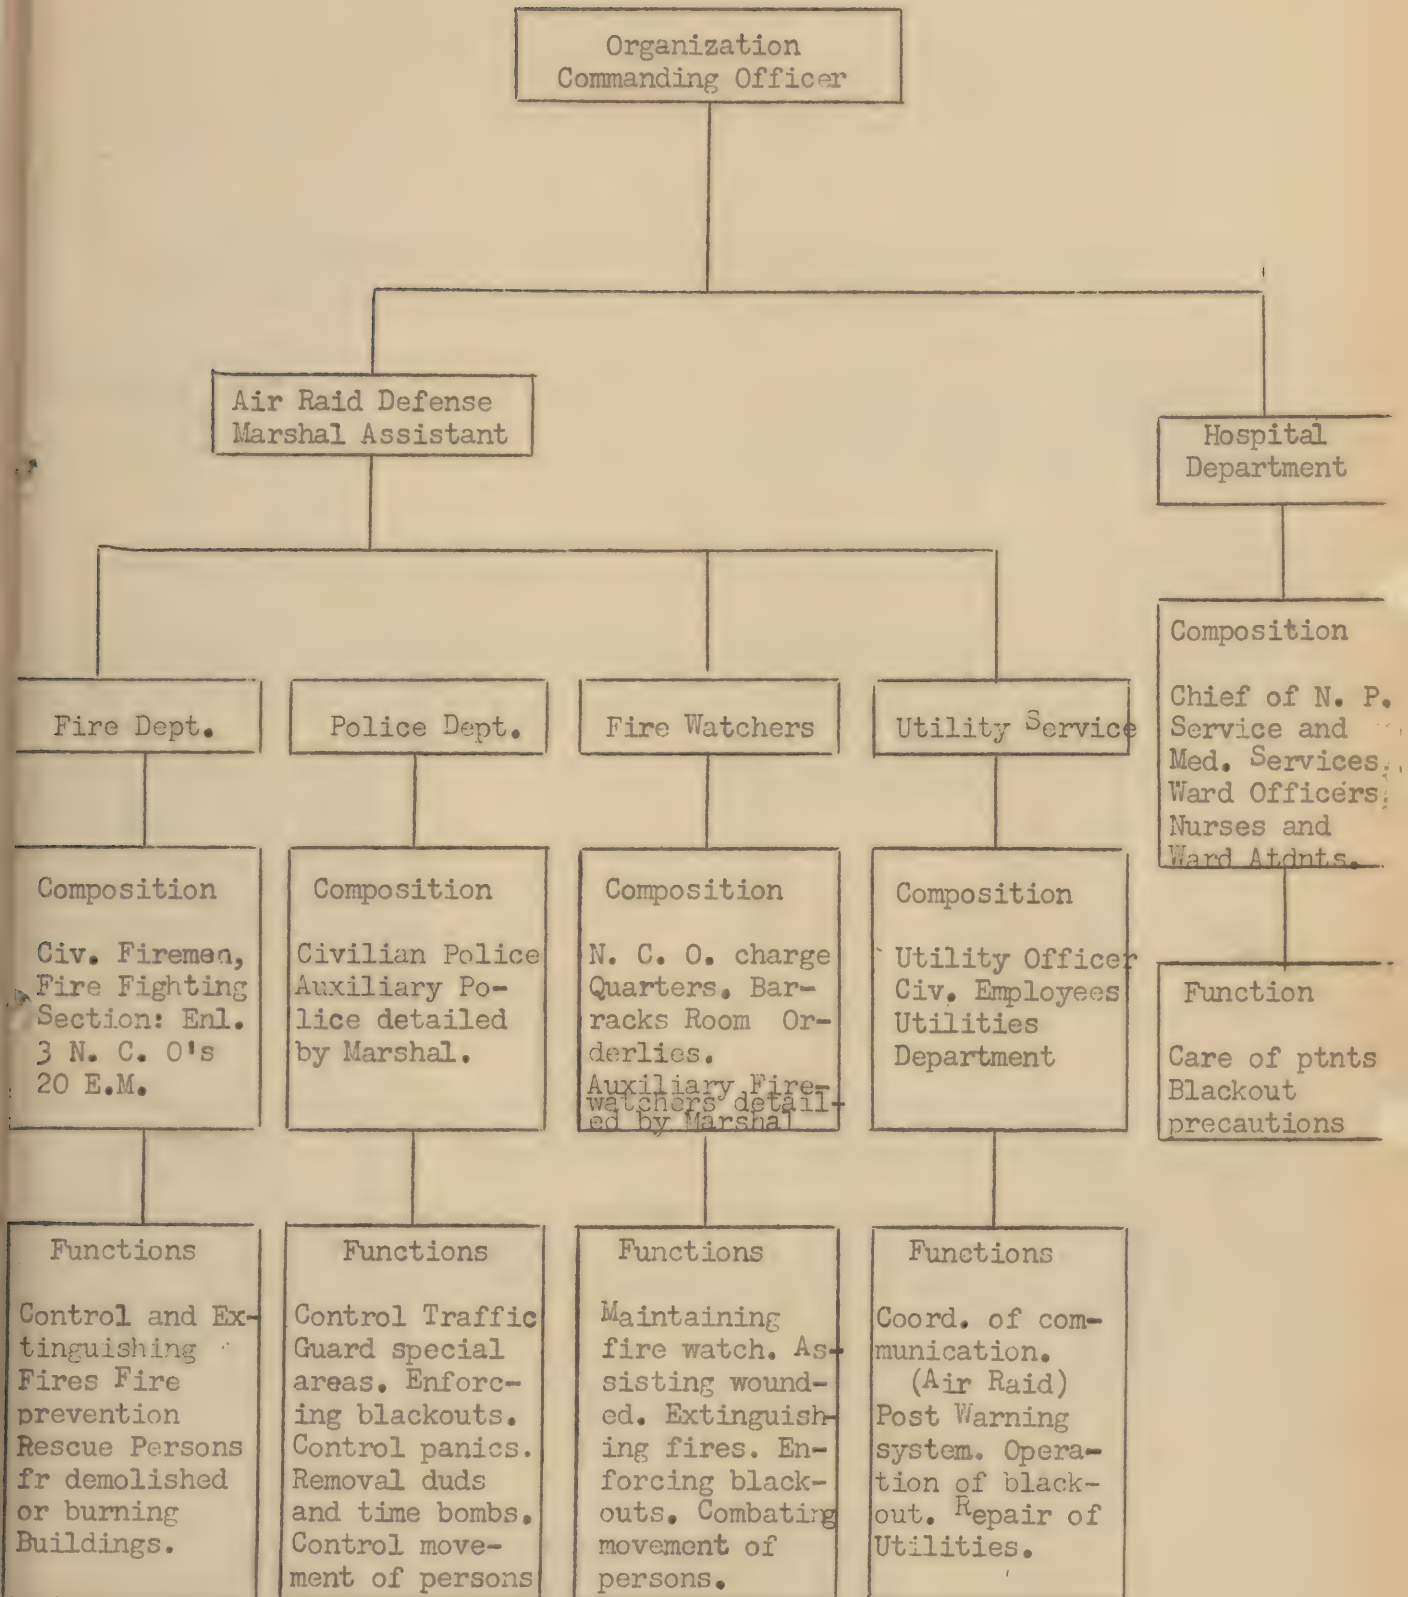 Organization
Commanding Officer
Air Raid Defense
Marshal Assistant
Hospital
Department
Fire Dept.
Police Dept.
Fire Watchers
Utility Service
Composition
Chief of N. P.
Service and
Med. Services.
Ward Officers.
Nurses and
Ward Atdnts.
Composition
Civ. Firemen,
Fire Fighting
Section: Enl.
3 N. C. O's
20 E.M.
Composition
Civilian Police
Auxiliary Po-
lice detailed
by Marshal.
Composition
N. C. O. charge
Quarters. Bar-
racks Room Or-
derlies.
Auxiliary Fire-
watchers detail-
ed by Marshal
Composition
Utility Officer
Civ. Employees
Utilities
Department
Function
Care of ptnts
Blackout
precautions
Functions
Control and Ex-
tinguishing
Fires Fire
prevention
Rescue Persons
fr demolished
or burning
Buildings.
Functions
Control Traffic
Guard special
areas. Enforc-
ing blackouts.
Control panics.
Removal duds
and time bombs.
Control move-
ment of persons
Functions
Maintaining
fire watch. As-
sisting wound-
ed. Extinguish-
ing fires. En-
forcing black-
outs. Combating
movement of
persons.
Functions
Coord. of com-
munication.
(Air Raid)
Post Warning
system. Opera-
tion of black-
out. Repair of
Utilities.